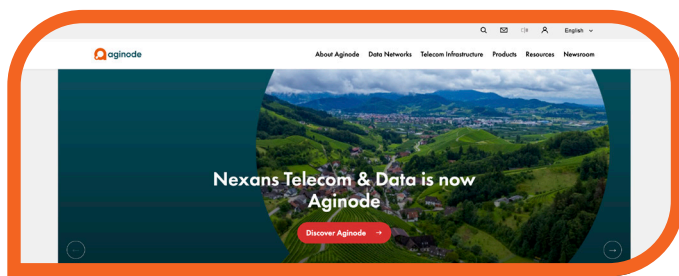 English
aginode
About Aginode Data Networks Telecom Infrastructure Products Resources Newsroom
Nexans Telecom & Data is now
Aginode
Discover Aginode →